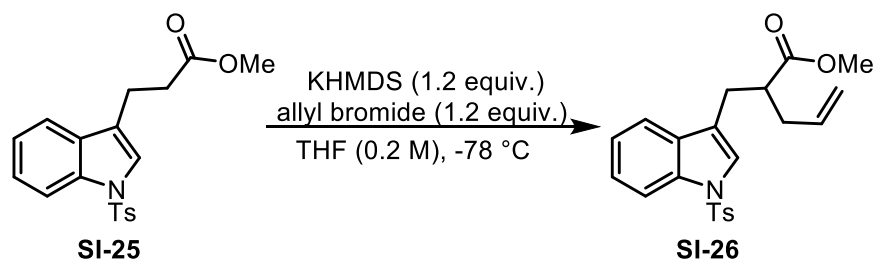 O
OMe
N
Ts
SI-25
KHMDS (1.2 equiv.)
allyl bromide (1.2 equiv.)
THF (0.2 M), -78 °C
O
OMe
N
Ts
SI-26